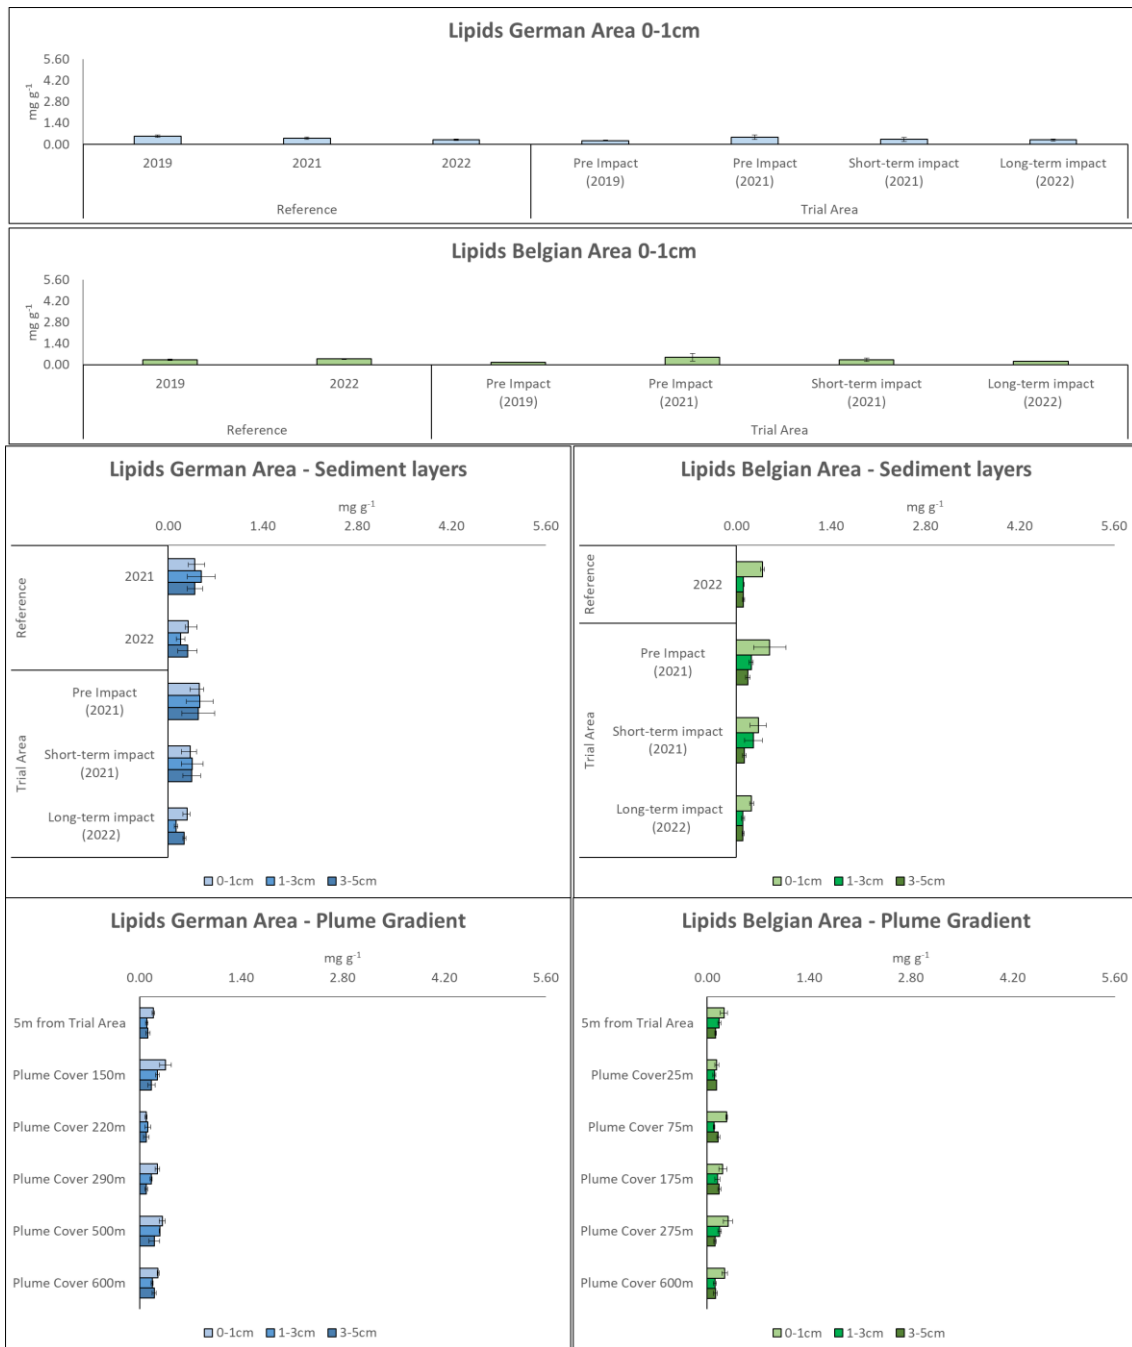 Lipids German Area 0-1cm
mg g⁻¹
5.60
4.20
2.80
1.40
0.00
2019 2021 2022 Pre Impact (2019) Pre Impact (2021) Short-term impact (2021) Long-term impact (2022)
Reference Trial Area
Lipids Belgian Area 0-1cm
mg g⁻¹
5.60
4.20
2.80
1.40
0.00
2019 2022 Pre Impact (2019) Pre Impact (2021) Short-term impact (2021) Long-term impact (2022)
Reference Trial Area
Lipids German Area - Sediment layers
mg g⁻¹
0.00 1.40 2.80 4.20 5.60
Reference
2021
2022
Trial Area
Pre Impact
(2021)
Short-term impact
(2021)
Long-term impact
(2022)
0-1cm 1-3cm 3-5cm
Lipids Belgian Area - Sediment layers
mg g⁻¹
0.00 1.40 2.80 4.20 5.60
Reference
2022
Trial Area
Pre Impact
(2021)
Short-term impact
(2021)
Long-term impact
(2022)
0-1cm 1-3cm 3-5cm
Lipids German Area - Plume Gradient
mg g⁻¹
0.00 1.40 2.80 4.20 5.60
5m from Trial Area
Plume Cover 150m
Plume Cover 220m
Plume Cover 290m
Plume Cover 500m
Plume Cover 600m
0-1cm 1-3cm 3-5cm
Lipids Belgian Area - Plume Gradient
mg g⁻¹
0.00 1.40 2.80 4.20 5.60
5m from Trial Area
Plume Cover25m
Plume Cover 75m
Plume Cover 175m
Plume Cover 275m
Plume Cover 600m
0-1cm 1-3cm 3-5cm